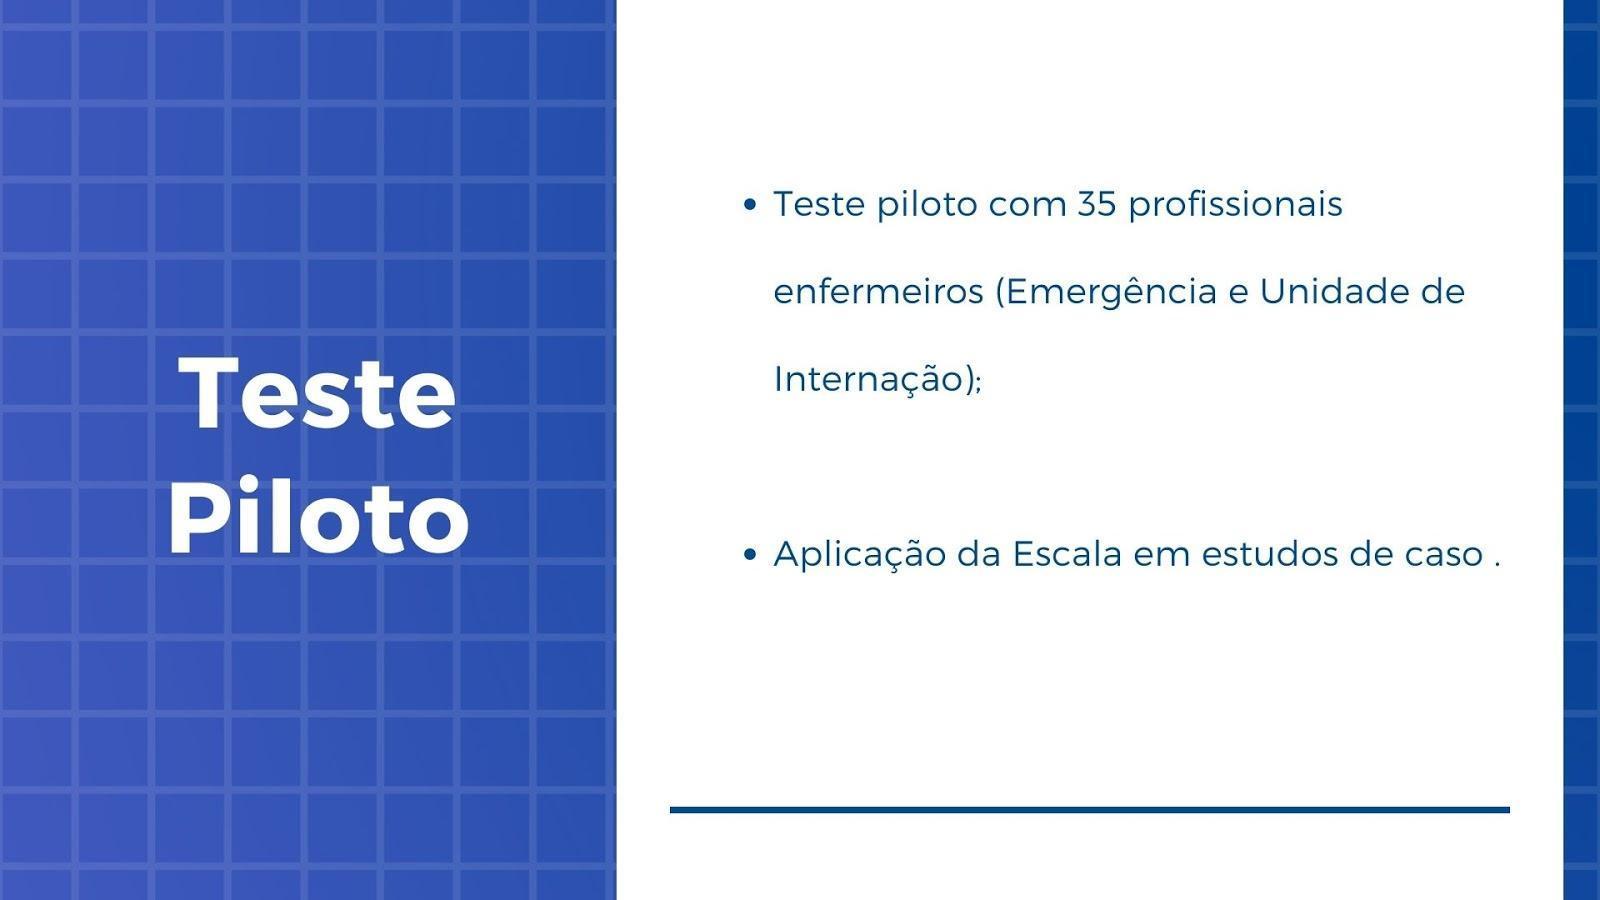 Teste
Piloto
• Teste piloto com 35 profissionais
enfermeiros (Emergência e Unidade de
Internação);
• Aplicação da Escala em estudos de caso .